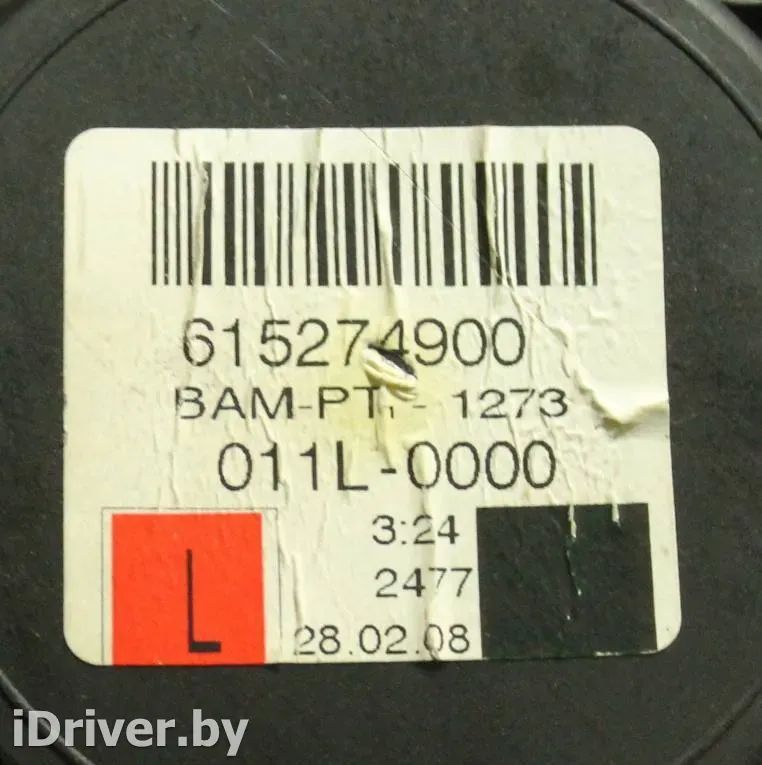 615274900
BAM-PT - 1273
011L-0000
3:24
L
2477
28.02.08
iDriver.by